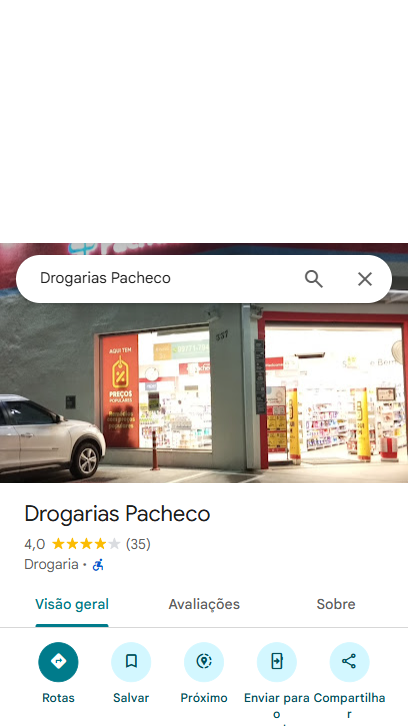 Drogarias Pacheco
337
AQUI TEM
PREÇOS
POPULARES
Drogarias Pacheco
4,0 (35)
Drogaria ·
Visão geral Avaliações Sobre
Rotas Salvar Próximo Enviar para Compartilha
o r